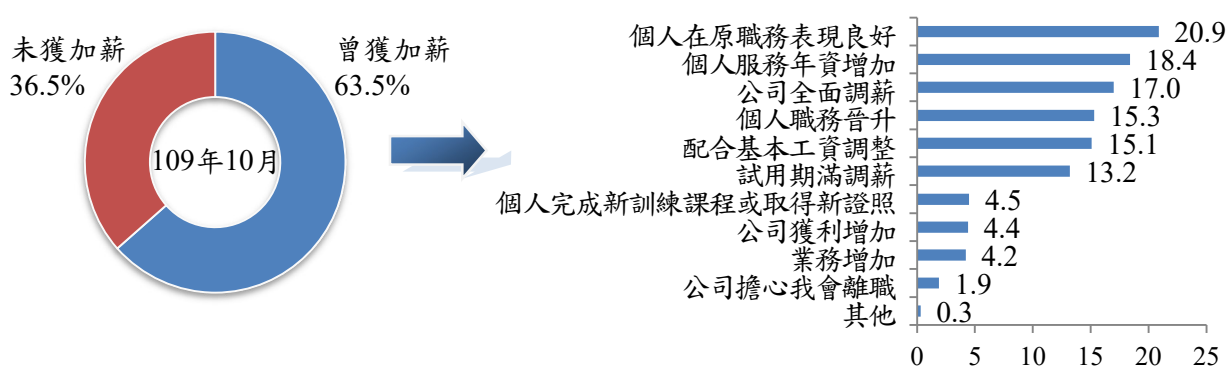 未獲加薪
36.5%
曾獲加薪
63.5%
109年10月
個人在原職務表現良好 20.9
個人服務年資增加 18.4
公司全面調薪 17.0
個人職務晉升 15.3
配合基本工資調整 15.1
試用期滿調薪 13.2
個人完成新訓練課程或取得新證照 4.5
公司獲利增加 4.4
業務增加 4.2
公司擔心我會離職 1.9
其他 0.3
0 5 10 15 20 25